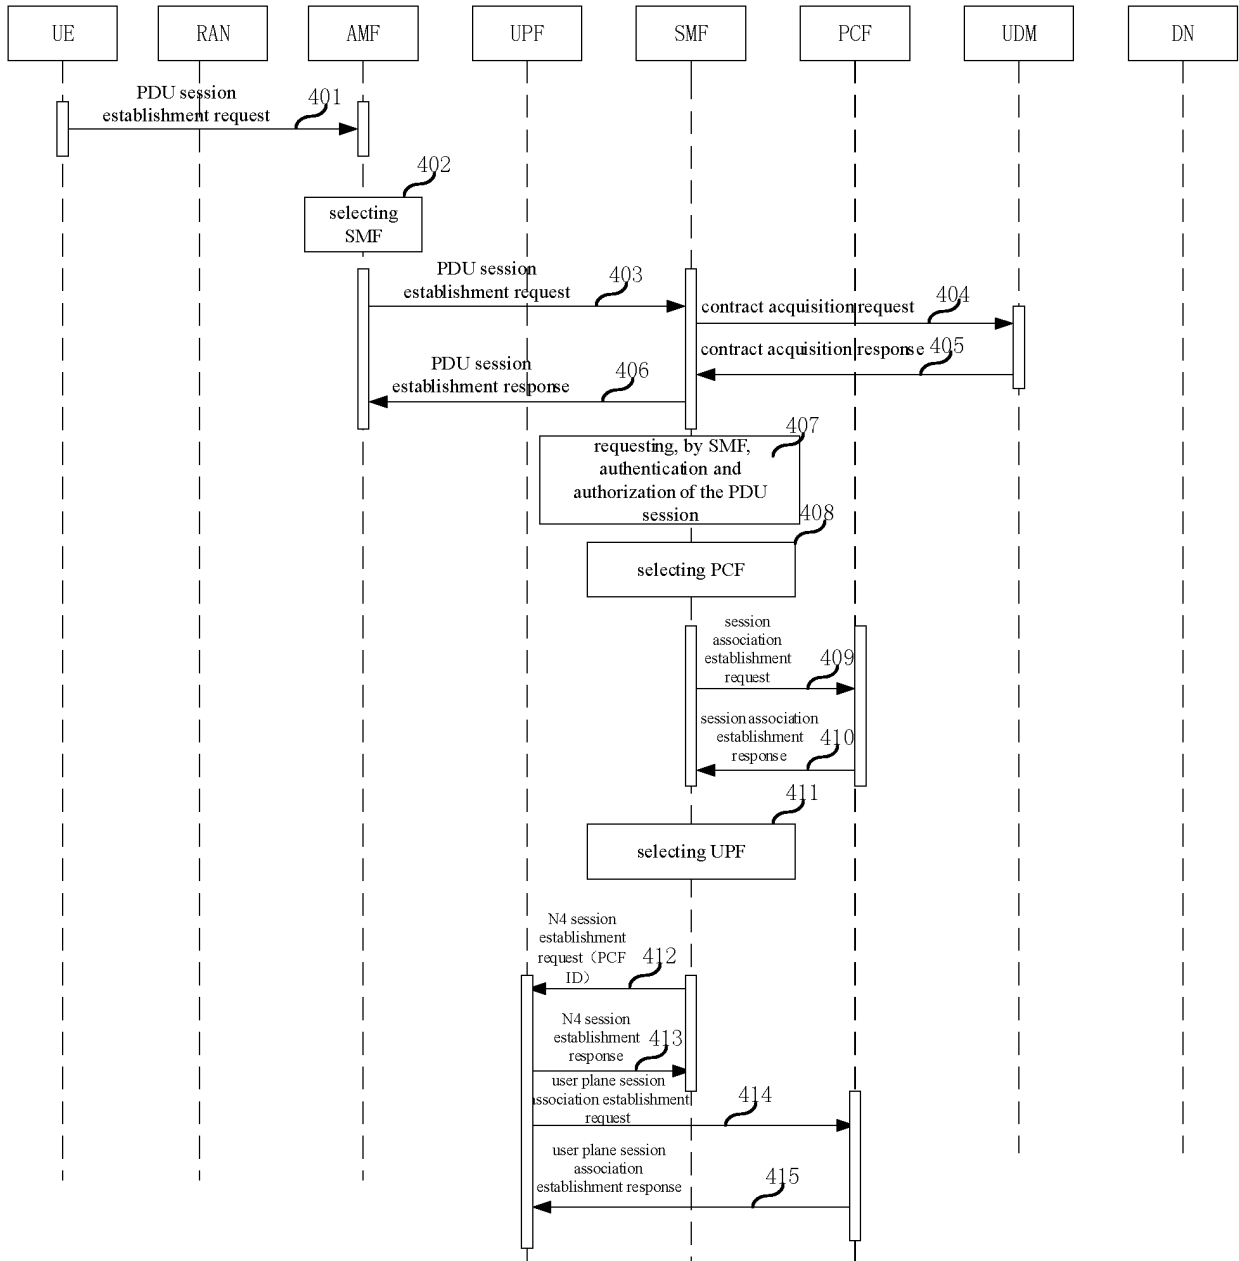 UE
RAN
AMF
UPF
SMF
PCF
UDM
DN
PDU session
establishment request
401
402
selecting
SMF
PDU session
establishment request
403
contract acquisition request
404
contract acquisition response
405
PDU session
establishment response
406
407
requesting, by SMF,
authentication and
authorization of the PDU
session
408
selecting PCF
session
association
establishment
request
409
session association
establishment
response
410
411
selecting UPF
N4 session
establishment
request（PCF
ID）
412
N4 session
establishment
response
413
user plane session
association establishment
request
414
user plane session
association
establishment response
415